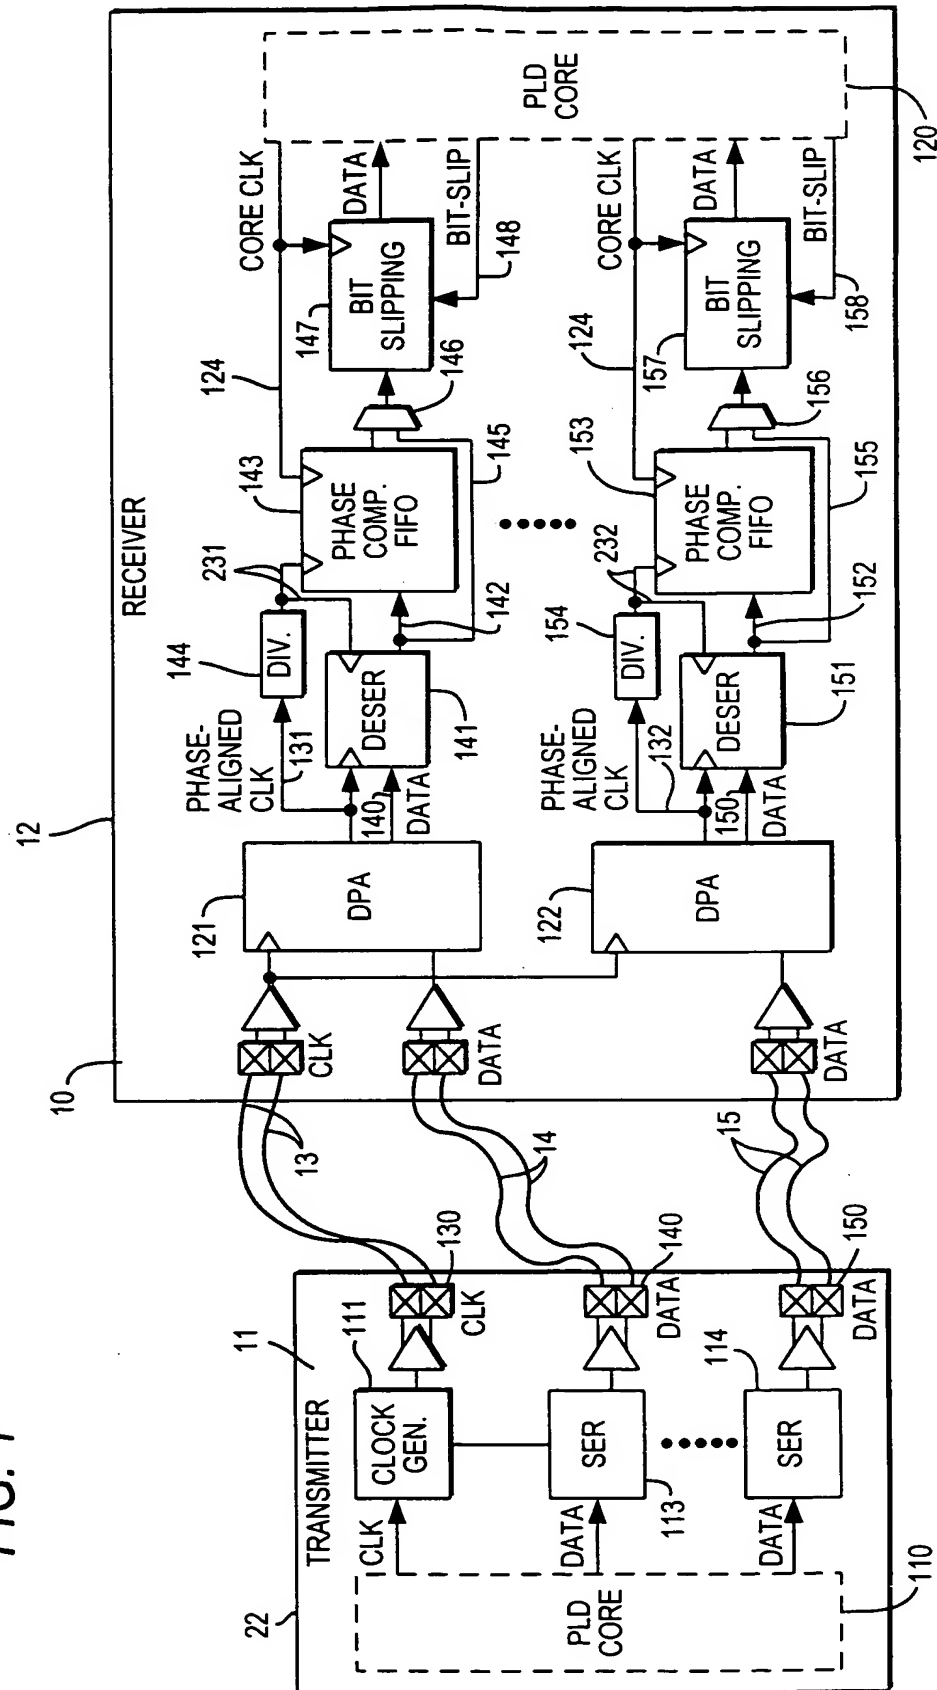 FIG. 1
22
TRANSMITTER
11
PLD
CORE
110
CLK
DATA
DATA
CLOCK
GEN.
111
SER
113
SER
114
CLK
130
DATA
140
DATA
150
13
14
15
10
12
RECEIVER
CLK
DATA
DATA
121
DPA
122
DPA
PHASE-
ALIGNED
CLK
131
140
DATA
144
DIV.
231
DESER
141
142
143
PHASE
COMP.
FIFO
145
146
124
147
BIT
SLIPPING
CORE CLK
DATA
BIT-SLIP
148
PHASE-
ALIGNED
CLK
132
150
DATA
154
DIV.
232
DESER
151
152
153
PHASE
COMP.
FIFO
155
156
124
157
BIT
SLIPPING
CORE CLK
DATA
BIT-SLIP
158
PLD
CORE
120